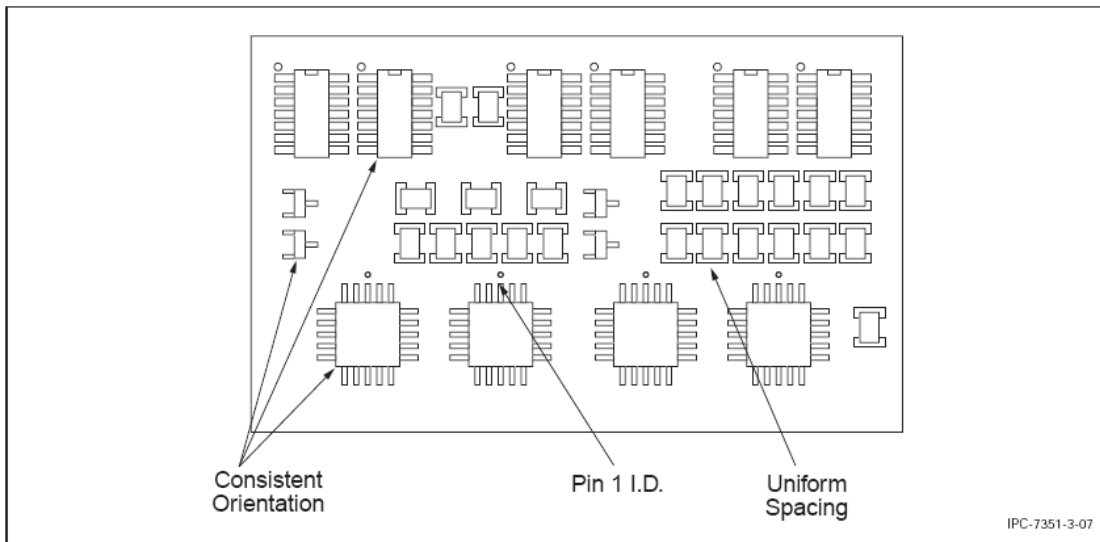 Consistent
Orientation
Pin 1 I.D.
Uniform
Spacing
IPC-7351-3-07